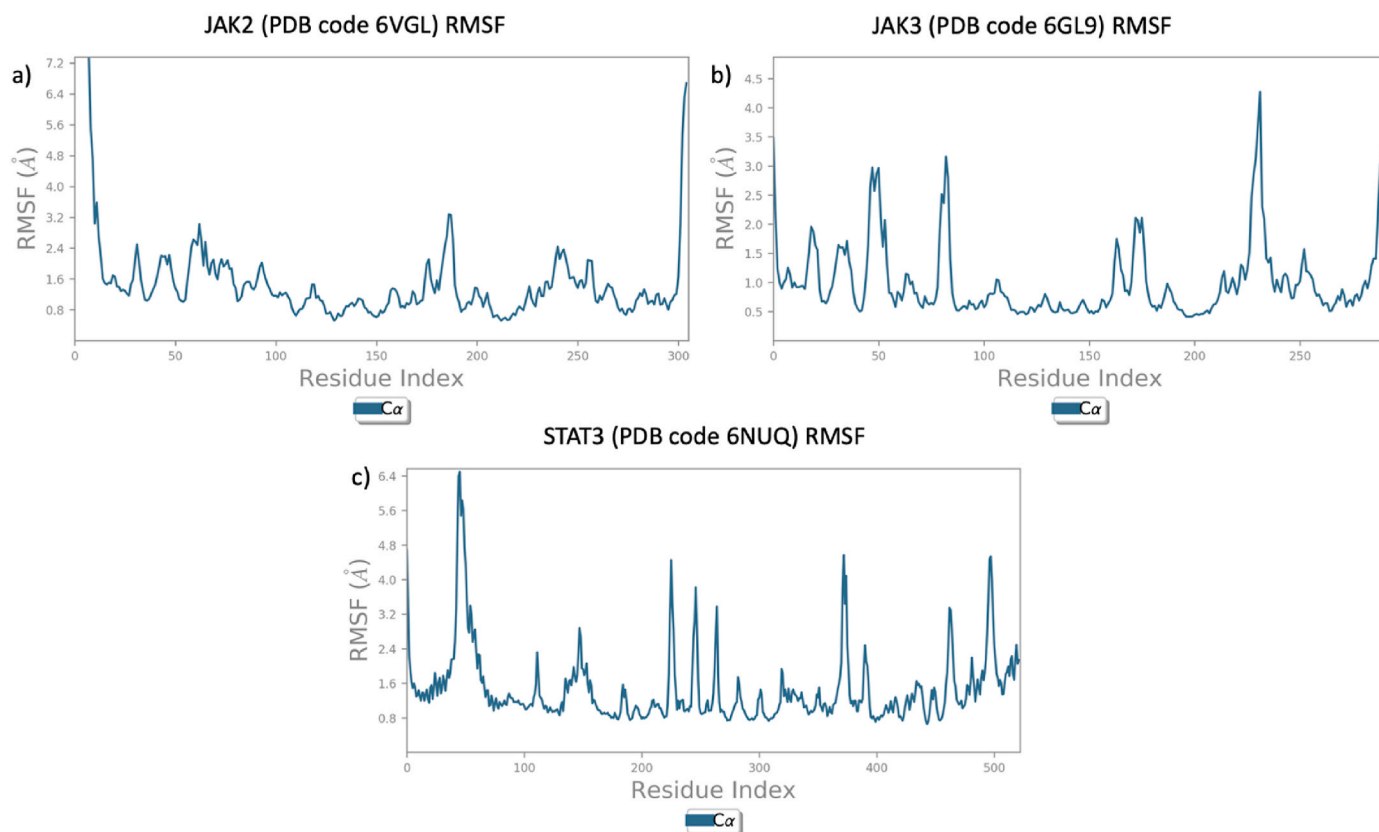 JAK2 (PDB code 6VGL) RMSF
a)
7.2
6.4
5.6
4.8
4.0
3.2
2.4
1.6
0.8
RMSF (Å)
0 50 100 150 200 250 300
Residue Index
Cα
JAK3 (PDB code 6GL9) RMSF
b)
4.5
4.0
3.5
3.0
2.5
2.0
1.5
1.0
0.5
RMSF (Å)
0 50 100 150 200 250
Residue Index
Cα
STAT3 (PDB code 6NUQ) RMSF
c)
6.4
5.6
4.8
4.0
3.2
2.4
1.6
0.8
RMSF (Å)
0 100 200 300 400 500
Residue Index
Cα